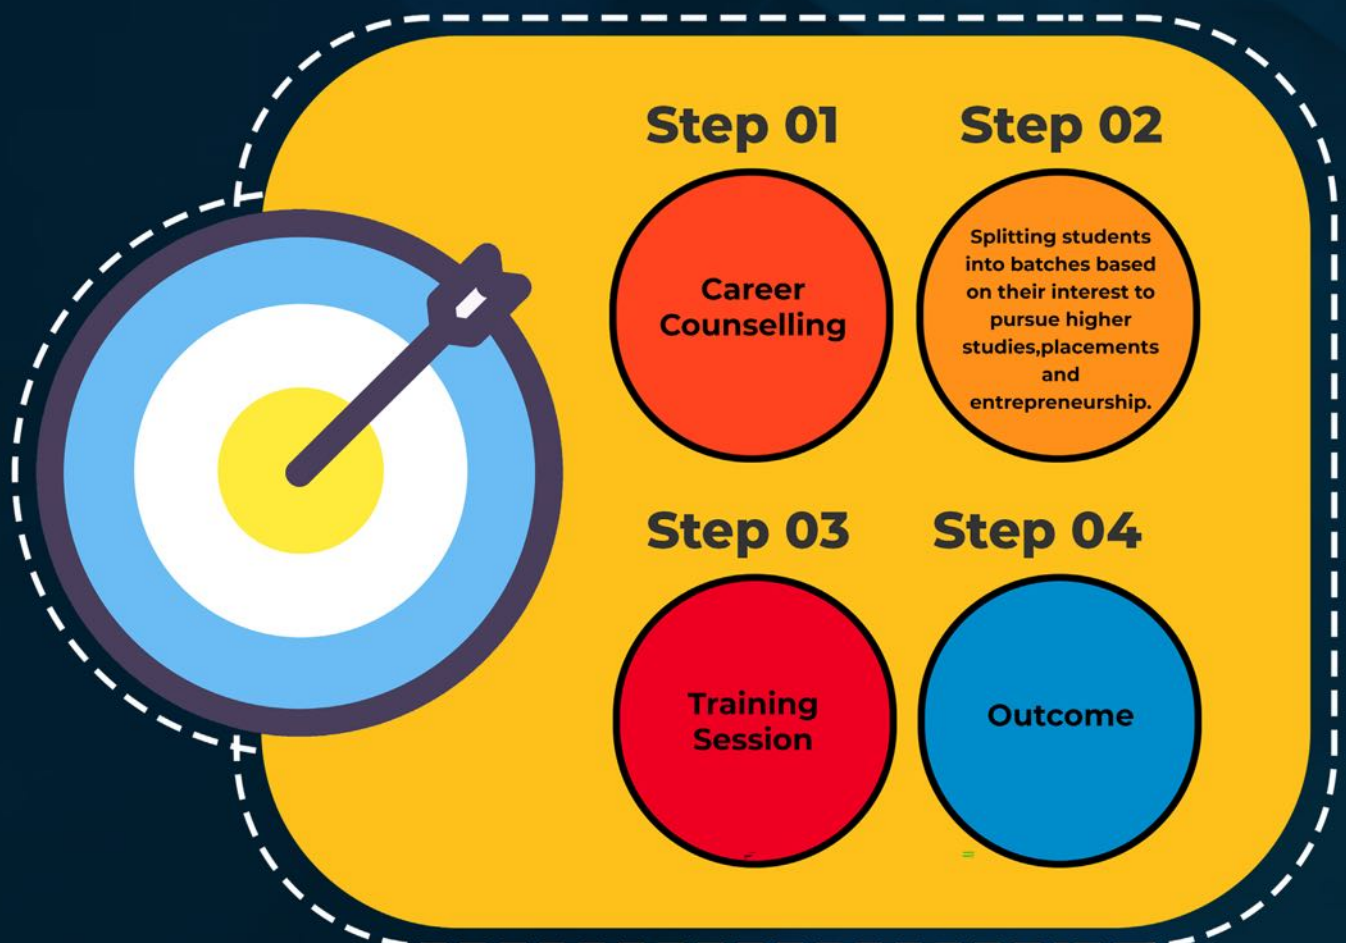 Step 01
Career
Counselling
Step 02
Splitting students
into batches based
on their interest to
pursue higher
studies,placements
and
entrepreneurship.
Step 03
Training
Session
Step 04
Outcome